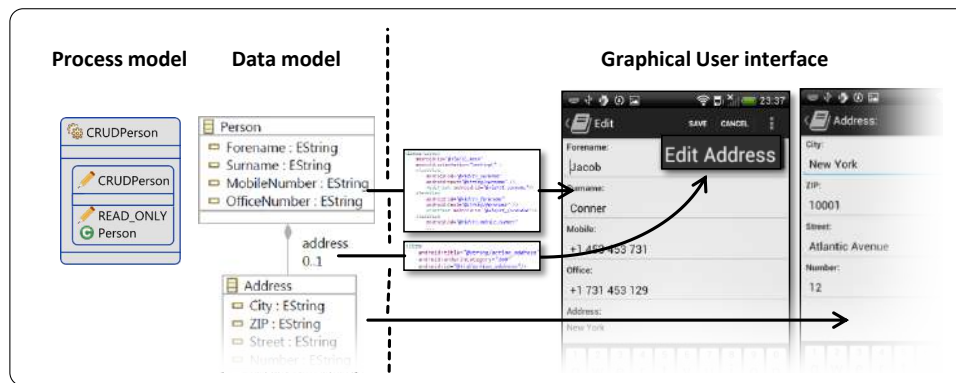 Process model
Data model
Graphical User interface
CRUDPerson
CRUDPerson
READ_ONLY
Person
Person
Forename : EString
Surname : EString
MobileNumber : EString
OfficeNumber : EString
address
0..1
Address
City : EString
ZIP : EString
Street : EString
Number : EString
23:37
Edit
SAVE
CANCEL
Edit Address
Forename:
Jacob
Surname:
Conner
Mobile:
+1 453 453 731
Office:
+1 731 453 129
Address:
New York
Address:
City:
New York
ZIP:
10001
Street:
Atlantic Avenue
Number:
12